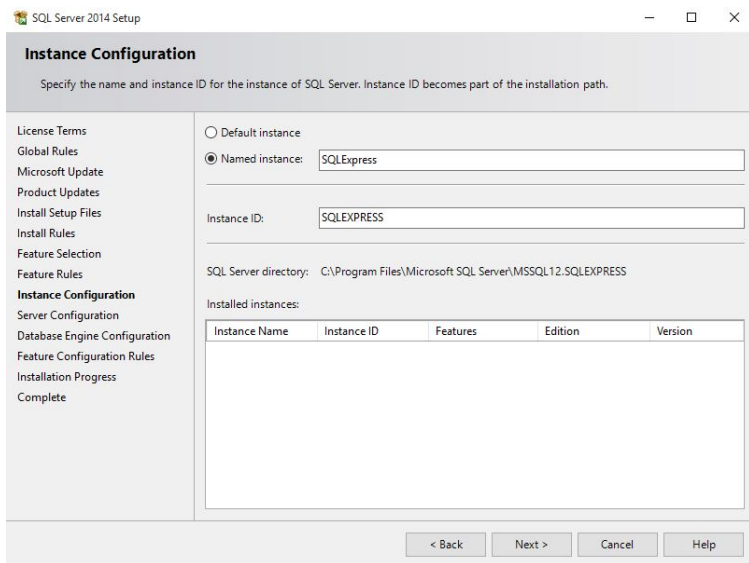 SQL Server 2014 Setup
Instance Configuration
Specify the name and instance ID for the instance of SQL Server. Instance ID becomes part of the installation path.
License Terms
Global Rules
Microsoft Update
Product Updates
Install Setup Files
Install Rules
Feature Selection
Feature Rules
Instance Configuration
Server Configuration
Database Engine Configuration
Feature Configuration Rules
Installation Progress
Complete
Default instance
Named instance: SQLExpress
Instance ID: SQLEXPRESS
SQL Server directory: C:\Program Files\Microsoft SQL Server\MSSQL12.SQLEXPRESS
Installed instances:
Instance Name Instance ID Features Edition Version
< Back Next > Cancel Help